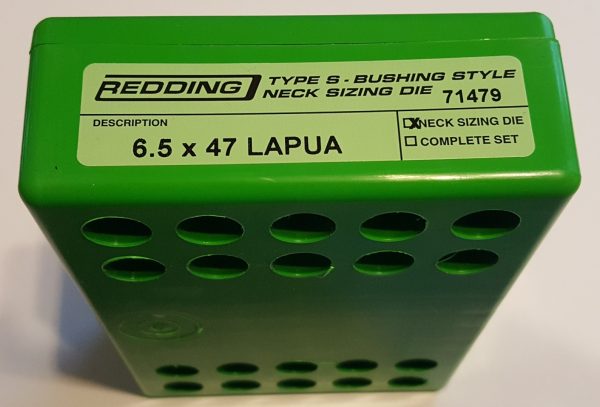 REDDING
TYPE S - BUSHING STYLE
NECK SIZING DIE 71479
DESCRIPTION
6.5 x 47 LAPUA
NECK SIZING DIE
COMPLETE SET